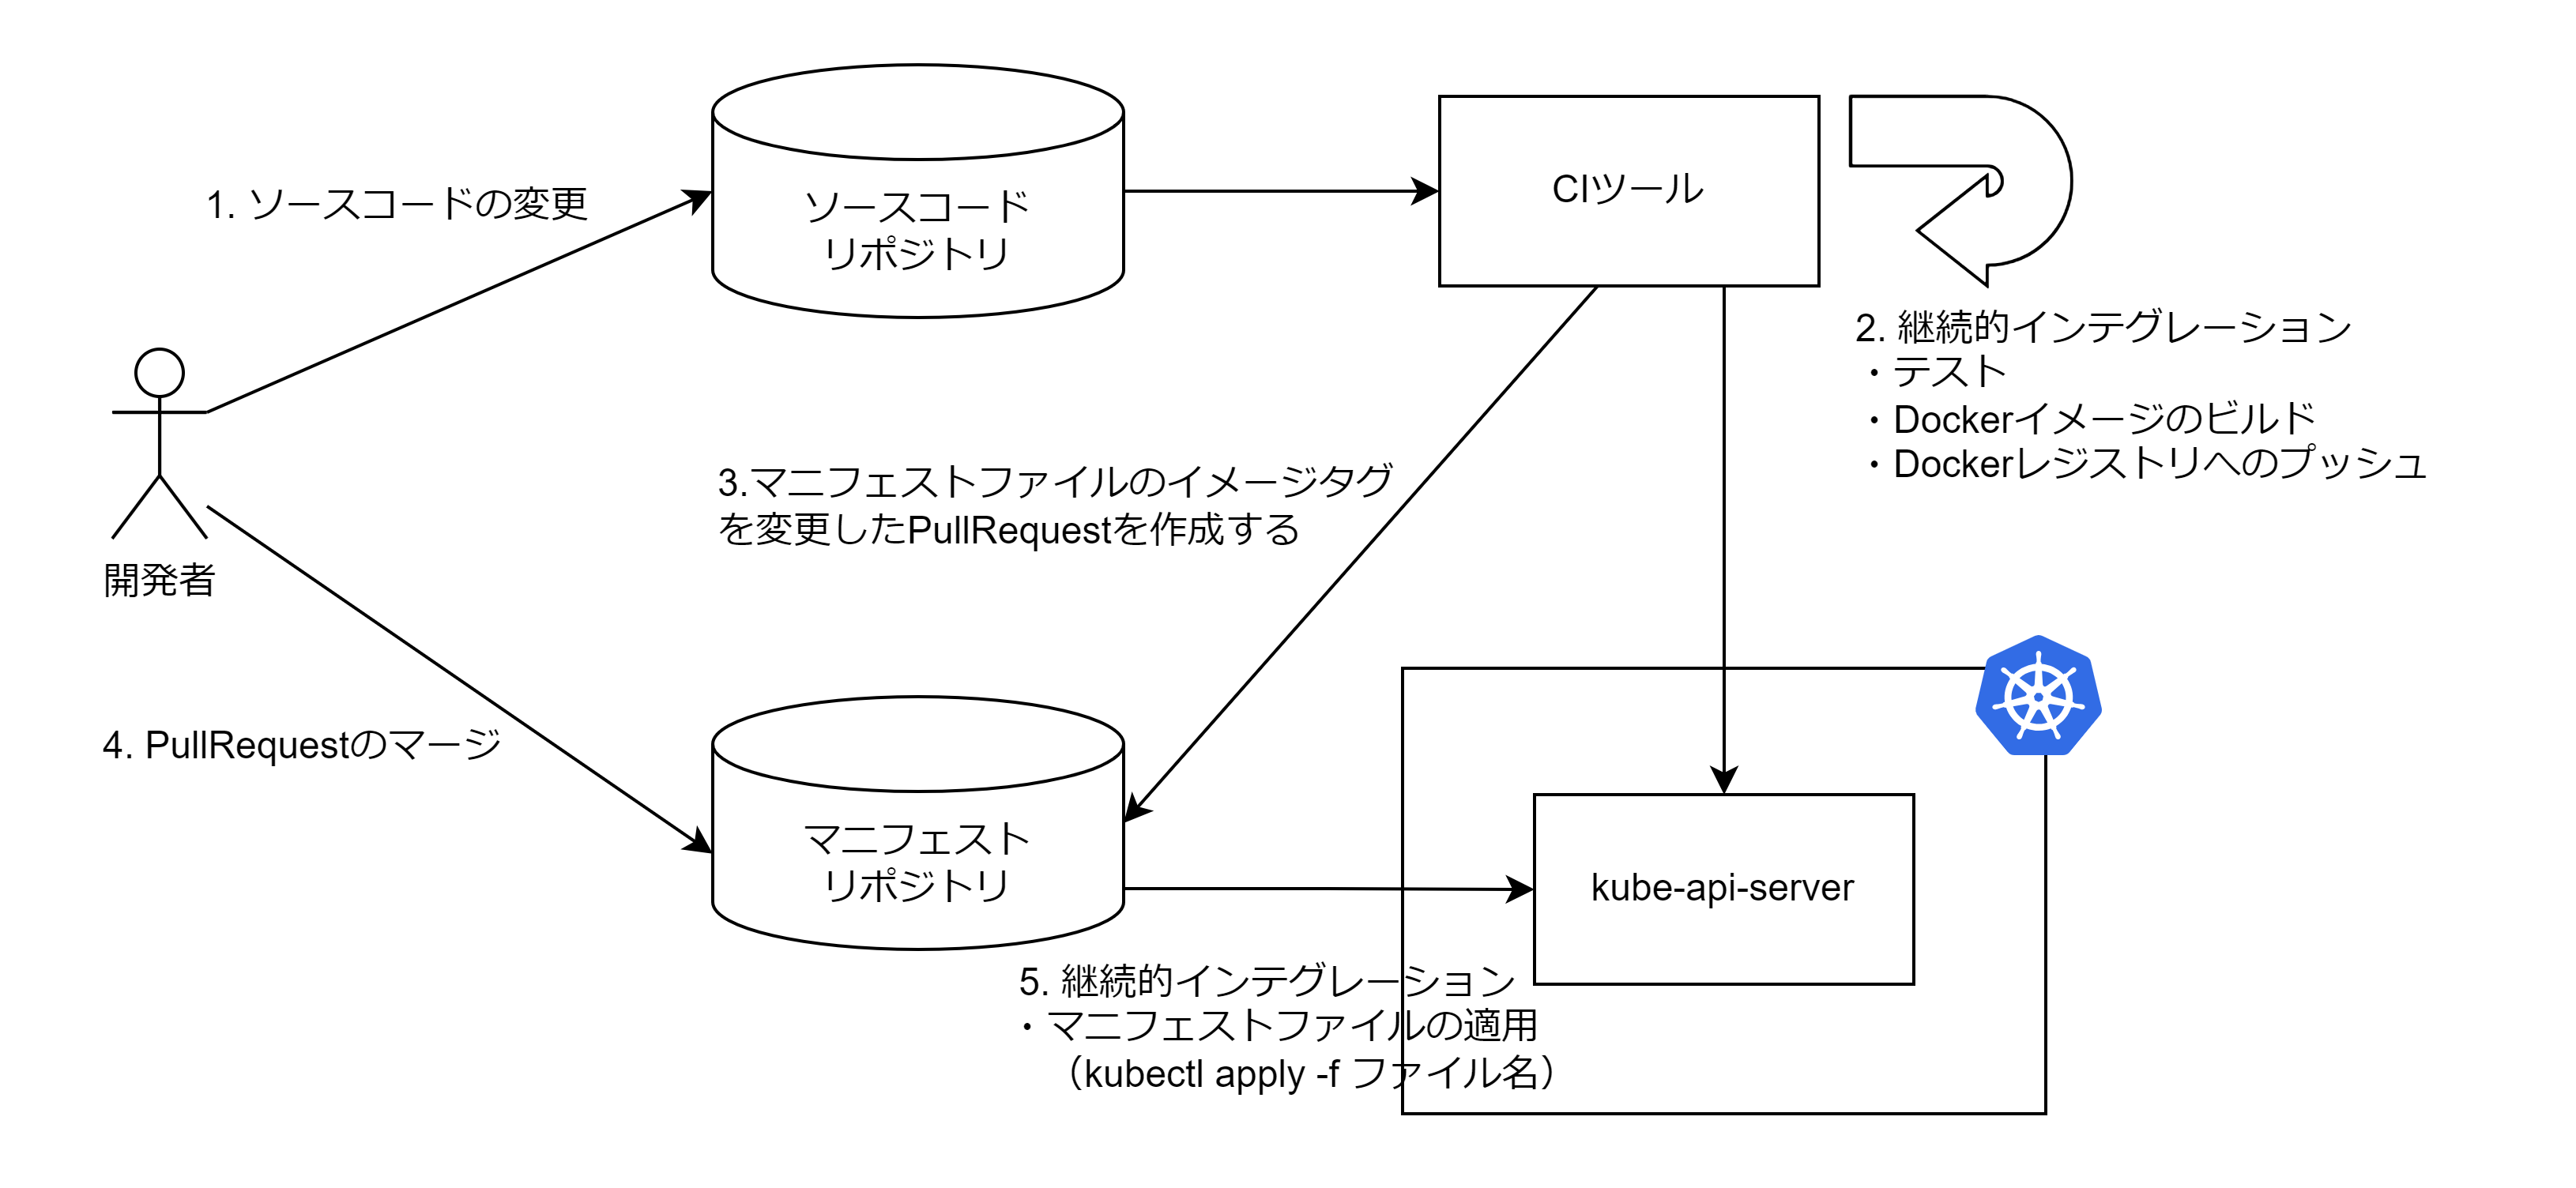 1. ソースコードの変更
ソースコード
リポジトリ
CIツール
2. 継続的インテグレーション
・テスト
・Dockerイメージのビルド
・Dockerレジストリへのプッシュ
3.マニフェストファイルのイメージタグ
を変更したPullRequestを作成する
開発者
4. PullRequestのマージ
マニフェスト
リポジトリ
kube-api-server
5. 継続的インテグレーション
・マニフェストファイルの適用
（kubectl apply -f ファイル名）